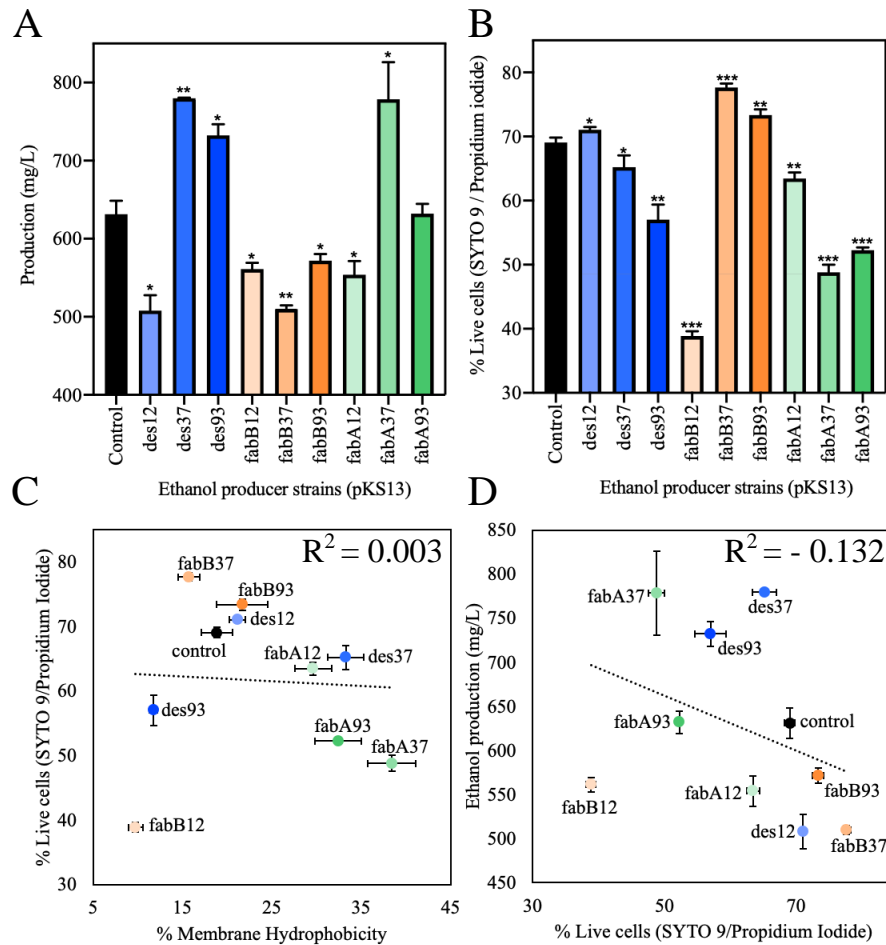 A
Production (mg/L)
800
700
600
500
400
*
**
*
*
**
*
*
*
Control
des12
des37
des93
fabB12
fabB37
fabB93
fabA12
fabA37
fabA93
Ethanol producer strains (pKS13)
B
% Live cells (SYTO 9 / Propidium iodide)
80
70
60
50
40
30
*
*
**
***
***
**
**
***
***
Control
des12
des37
des93
fabB12
fabB37
fabB93
fabA12
fabA37
fabA93
Ethanol producer strains (pKS13)
C
R² = 0.003
% Live cells (SYTO 9/Propidium Iodide)
80
70
60
50
40
30
fabB37
fabB93
des12
control
fabA12
des37
des93
fabA93
fabA37
fabB12
5
15
25
35
45
% Membrane Hydrophobicity
D
R² = - 0.132
Ethanol production (mg/L)
850
800
750
700
650
600
550
500
450
fabA37
des37
des93
fabA93
control
fabB12
fabA12
fabB93
des12
fabB37
30
50
70
% Live cells (SYTO 9/Propidium Iodide)